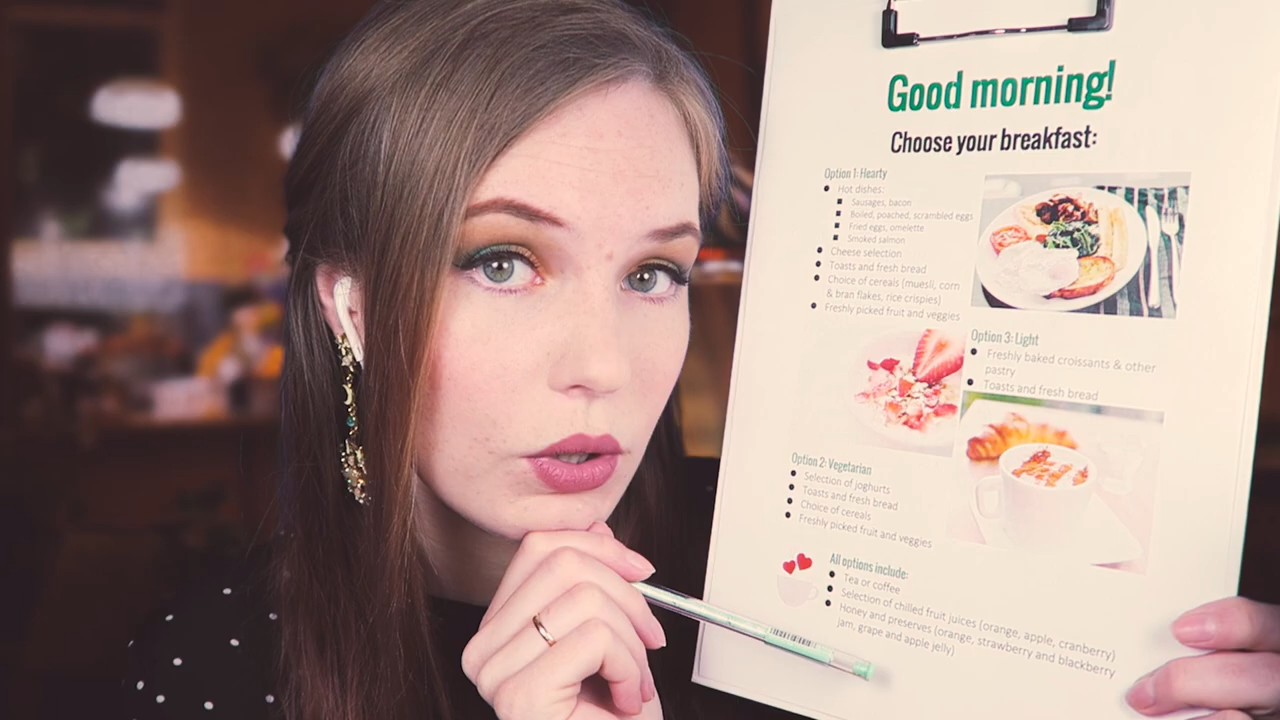 Good morning!
Choose your breakfast:
Option 1: Hearty
Hot dishes:
Sausages, bacon
Boiled, poached, scrambled eggs
Fried eggs, omelette
Smoked salmon
Cheese selection
Toasts and fresh bread
Choice of cereals (muesli, corn
& bran flakes, rice crispies)
Freshly picked fruit and veggies
Option 3: Light
Freshly baked croissants & other
pastry
Toasts and fresh bread
Option 2: Vegetarian
Selection of joghurts
Toasts and fresh bread
Choice of cereals
Freshly picked fruit and veggies
All options include:
Tea or coffee
Selection of chilled fruit juices (orange, apple, cranberry)
Honey and preserves (orange, strawberry and blackberry
jam, grape and apple jelly)